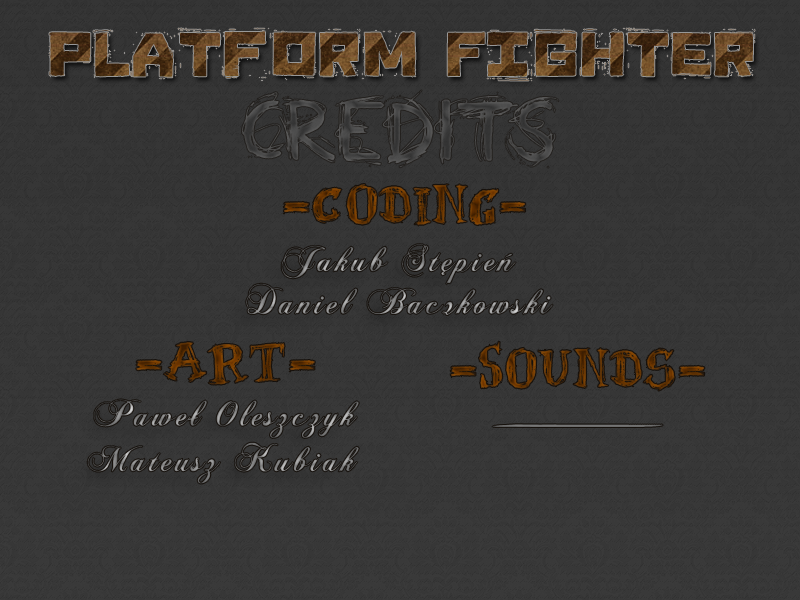 PLATFORM FIGHTER
CREDITS
-CODING-
Jakub Stępień
Daniel Baczkowski
-ART-
Paweł Oleszczyk
Mateusz Kubiak
-SOUNDS-